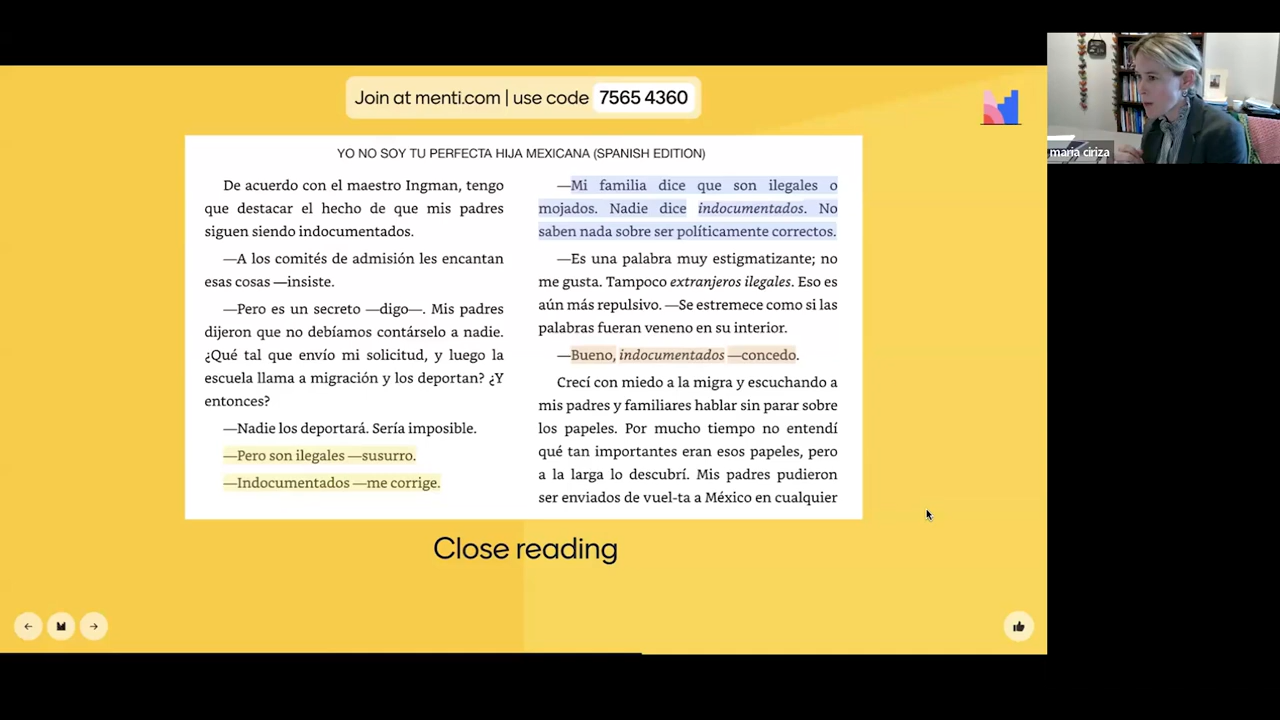 Join at menti.com | use code 7565 4360
YO NO SOY TU PERFECTA HIJA MEXICANA (SPANISH EDITION)
De acuerdo con el maestro Ingman, tengo
que destacar el hecho de que mis padres
siguen siendo indocumentados.
—A los comités de admisión les encantan
esas cosas —insiste.
—Pero es un secreto —digo—. Mis padres
dijeron que no debíamos contárselo a nadie.
¿Qué tal que envío mi solicitud, y luego la
escuela llama a migración y los deportan? ¿Y
entonces?
—Nadie los deportará. Sería imposible.
—Pero son ilegales —susurro.
—Indocumentados —me corrige.
—Mi familia dice que son ilegales o
mojados. Nadie dice indocumentados. No
saben nada sobre ser políticamente correctos.
—Es una palabra muy estigmatizante; no
me gusta. Tampoco extranjeros ilegales. Eso es
aún más repulsivo. —Se estremece como si las
palabras fueran veneno en su interior.
—Bueno, indocumentados —concedo.
Crecí con miedo a la migra y escuchando a
mis padres y familiares hablar sin parar sobre
los papeles. Por mucho tiempo no entendí
qué tan importantes eran esos papeles, pero
a la larga lo descubrí. Mis padres pudieron
ser enviados de vuel-ta a México en cualquier
Close reading
maria ciriza